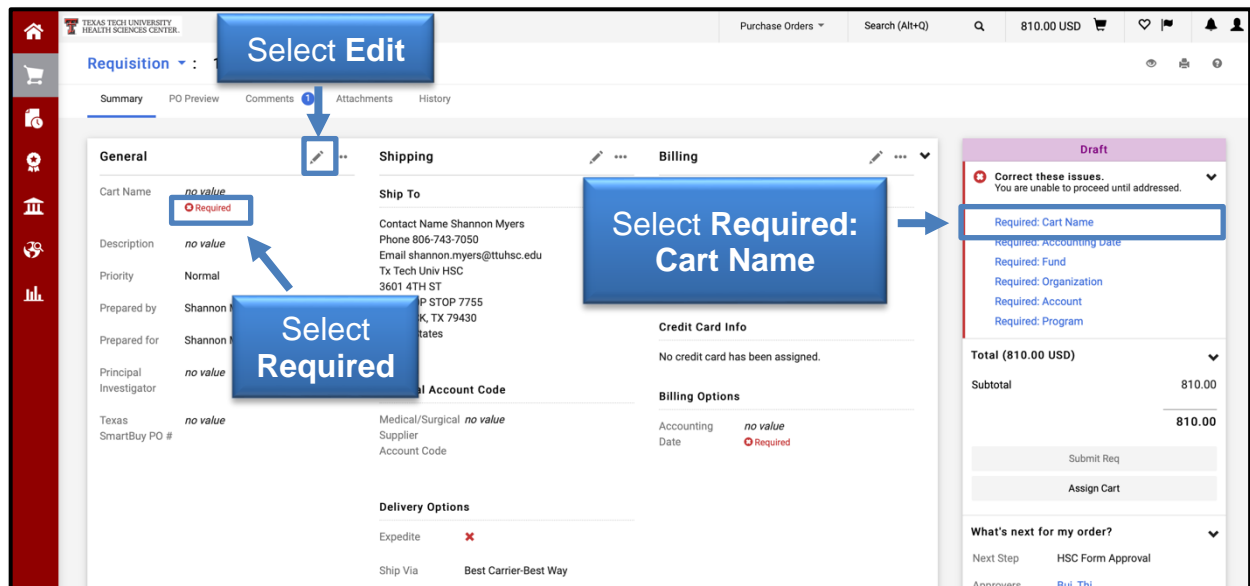 TEXAS TECH UNIVERSITY
HEALTH SCIENCES CENTER.
Purchase Orders
Search (Alt+Q)
810.00 USD
Select Edit
Requisition :
Summary
PO Preview
Comments 1
Attachments
History
General
Cart Name no value
Required
Description no value
Priority Normal
Prepared by Shannon
Prepared for Shannon
Principal no value
Investigator
Texas no value
SmartBuy PO #
Select
Required
Shipping
Ship To
Contact Name Shannon Myers
Phone 806-743-7050
Email shannon.myers@ttuhsc.edu
Tx Tech Univ HSC
3601 4TH ST
STOP 7755
TX 79430
Account Code
Medical/Surgical no value
Supplier
Account Code
Delivery Options
Expedite
Ship Via Best Carrier-Best Way
Billing
Select Required:
Cart Name
Credit Card Info
No credit card has been assigned.
Billing Options
Accounting no value
Date Required
Draft
Correct these issues.
You are unable to proceed until addressed.
Required: Cart Name
Required: Accounting Date
Required: Fund
Required: Organization
Required: Account
Required: Program
Total (810.00 USD)
Subtotal 810.00
810.00
Submit Req
Assign Cart
What's next for my order?
Next Step HSC Form Approval
Approvers Bui, Thi